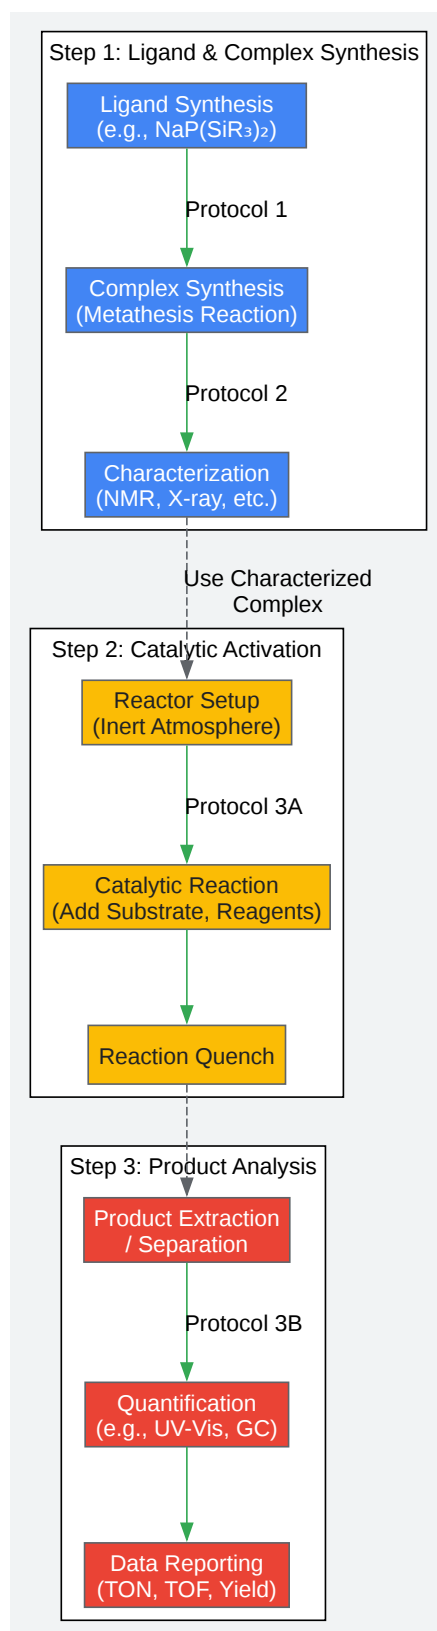 Step 1: Ligand & Complex Synthesis
Ligand Synthesis
(e.g., NaP(SiR₃)₂)
Protocol 1
Complex Synthesis
(Metathesis Reaction)
Protocol 2
Characterization
(NMR, X-ray, etc.)
Use Characterized
Complex
Step 2: Catalytic Activation
Reactor Setup
(Inert Atmosphere)
Protocol 3A
Catalytic Reaction
(Add Substrate, Reagents)
Reaction Quench
Step 3: Product Analysis
Product Extraction
/ Separation
Protocol 3B
Quantification
(e.g., UV-Vis, GC)
Data Reporting
(TON, TOF, Yield)